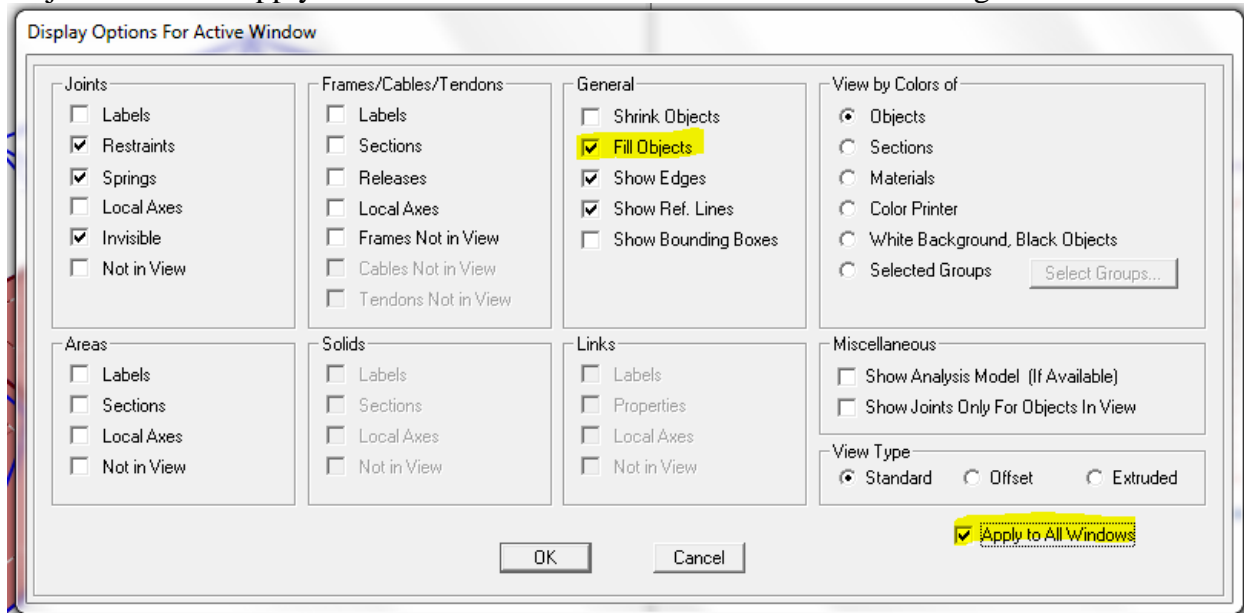 Display Options For Active Window
Joints
Labels
Restraints
Springs
Local Axes
Invisible
Not in View
Frames/Cables/Tendons
Labels
Sections
Releases
Local Axes
Frames Not in View
Cables Not in View
Tendons Not in View
General
Shrink Objects
Fill Objects
Show Edges
Show Ref. Lines
Show Bounding Boxes
View by Colors of
Objects
Sections
Materials
Color Printer
White Background, Black Objects
Selected Groups Select Groups...
Areas
Labels
Sections
Local Axes
Not in View
Solids
Labels
Sections
Local Axes
Not in View
Links
Labels
Properties
Local Axes
Not in View
Miscellaneous
Show Analysis Model (If Available)
Show Joints Only For Objects In View
View Type
Standard Offset Extruded
Apply to All Windows
OK Cancel